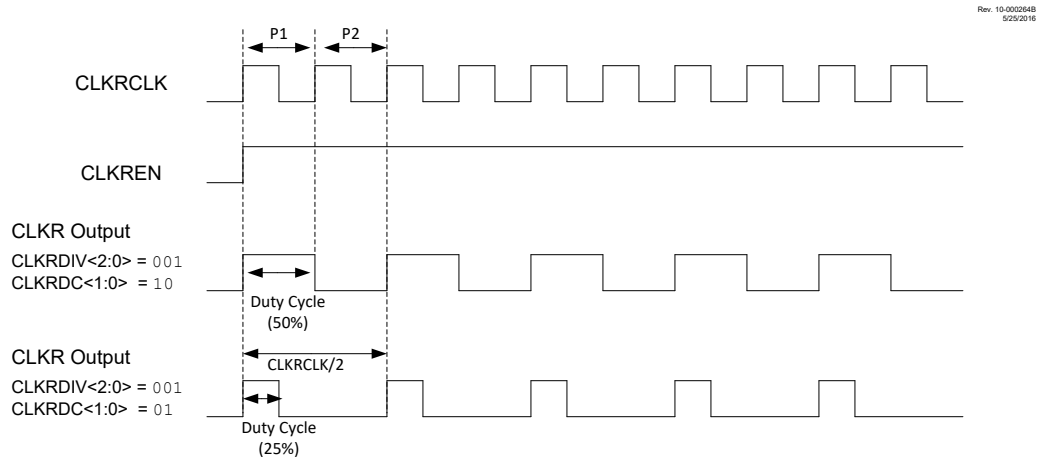 Rev. 10-000264B
5/25/2016
P1
P2
CLKRCLK
CLKREN
CLKR Output
CLKRDIV<2:0> = 001
CLKRDC<1:0> = 10
Duty Cycle
(50%)
CLKR Output
CLKRCLK/2
CLKRDIV<2:0> = 001
CLKRDC<1:0> = 01
Duty Cycle
(25%)